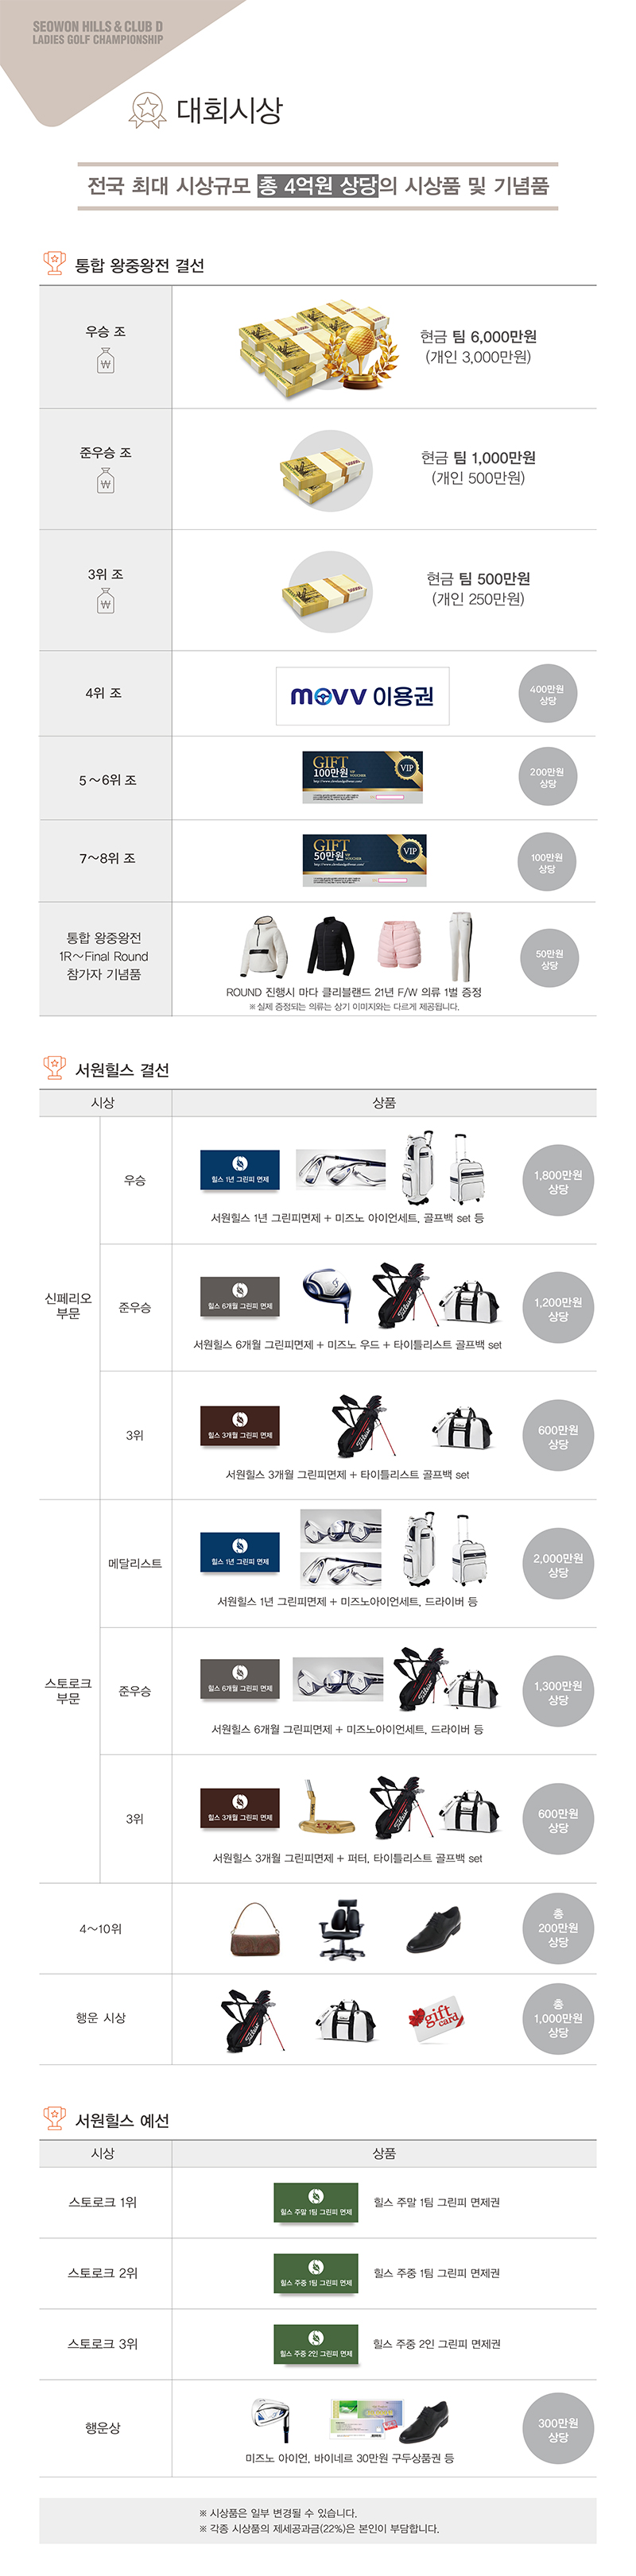 SEOWON HILLS & CLUB D
LADIES GOLF CHAMPIONSHIP
대회시상
전국 최대 시상규모 총 4억원 상당의 시상품 및 기념품
통합 왕중왕전 결선
우승 조
현금 팀 6,000만원
(개인 3,000만원)
준우승 조
현금 팀 1,000만원
(개인 500만원)
3위 조
현금 팀 500만원
(개인 250만원)
4위 조
movv 이용권
400만원
상당
5~6위 조
GIFT
100만원 VIP VOUCHER
VIP
200만원
상당
7~8위 조
GIFT
50만원 VIP VOUCHER
VIP
100만원
상당
통합 왕중왕전
1R~Final Round
참가자 기념품
50만원
상당
ROUND 진행시 마다 클리블랜드 21년 F/W 의류 1벌 증정
※ 실제 증정되는 의류는 상기 이미지와는 다르게 제공됩니다.
서원힐스 결선
시상
상품
신페리오
부문
우승
힐스 1년 그린피 면제
서원힐스 1년 그린피면제 + 미즈노 아이언세트, 골프백 set 등
1,800만원
상당
준우승
힐스 6개월 그린피 면제
서원힐스 6개월 그린피면제 + 미즈노 우드 + 타이틀리스트 골프백 set
1,200만원
상당
3위
힐스 3개월 그린피 면제
서원힐스 3개월 그린피면제 + 타이틀리스트 골프백 set
600만원
상당
스토로크
부문
메달리스트
힐스 1년 그린피 면제
서원힐스 1년 그린피면제 + 미즈노아이언세트, 드라이버 등
2,000만원
상당
준우승
힐스 6개월 그린피 면제
서원힐스 6개월 그린피면제 + 미즈노아이언세트, 드라이버 등
1,300만원
상당
3위
힐스 3개월 그린피 면제
서원힐스 3개월 그린피면제 + 퍼터, 타이틀리스트 골프백 set
600만원
상당
4~10위
총
200만원
상당
행운 시상
gift
card
총
1,000만원
상당
서원힐스 예선
시상
상품
스토로크 1위
힐스 주말 1팀 그린피 면제
힐스 주말 1팀 그린피 면제권
스토로크 2위
힐스 주중 1팀 그린피 면제
힐스 주중 1팀 그린피 면제권
스토로크 3위
힐스 주중 2인 그린피 면제
힐스 주중 2인 그린피 면제권
행운상
미즈노 아이언, 바이네르 30만원 구두상품권 등
300만원
상당
※ 시상품은 일부 변경될 수 있습니다.
※ 각종 시상품의 제세공과금(22%)은 본인이 부담합니다.